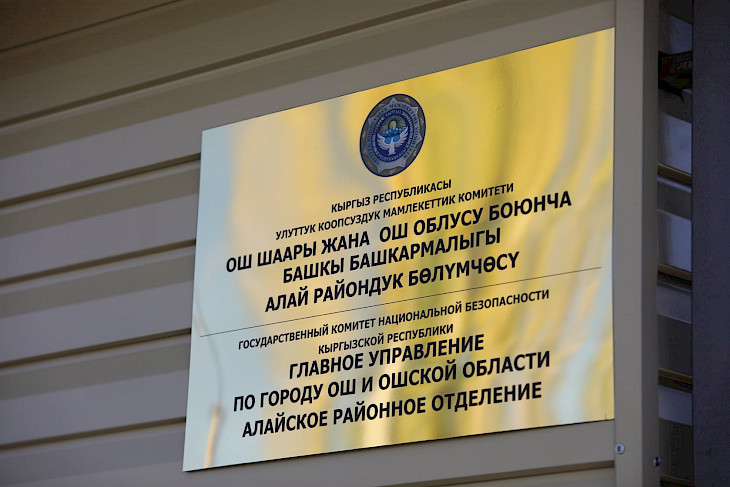 КЫРГЫЗ РЕСПУБЛИКАСЫ
УЛУТТУК КООПСУЗДУК МАМЛЕКЕТТИК КОМИТЕТИ
ОШ ШААРЫ ЖАНА ОШ ОБЛУСУ БОЮНЧА
БАШКЫ БАШКАРМАЛЫГЫ
АЛАЙ РАЙОНДУК БӨЛҮМЧӨСҮ
ГОСУДАРСТВЕННЫЙ КОМИТЕТ НАЦИОНАЛЬНОЙ БЕЗОПАСНОСТИ
КЫРГЫЗСКОЙ РЕСПУБЛИКИ
ГЛАВНОЕ УПРАВЛЕНИЕ
ПО ГОРОДУ ОШ И ОШСКОЙ ОБЛАСТИ
АЛАЙСКОЕ РАЙОННОЕ ОТДЕЛЕНИЕ